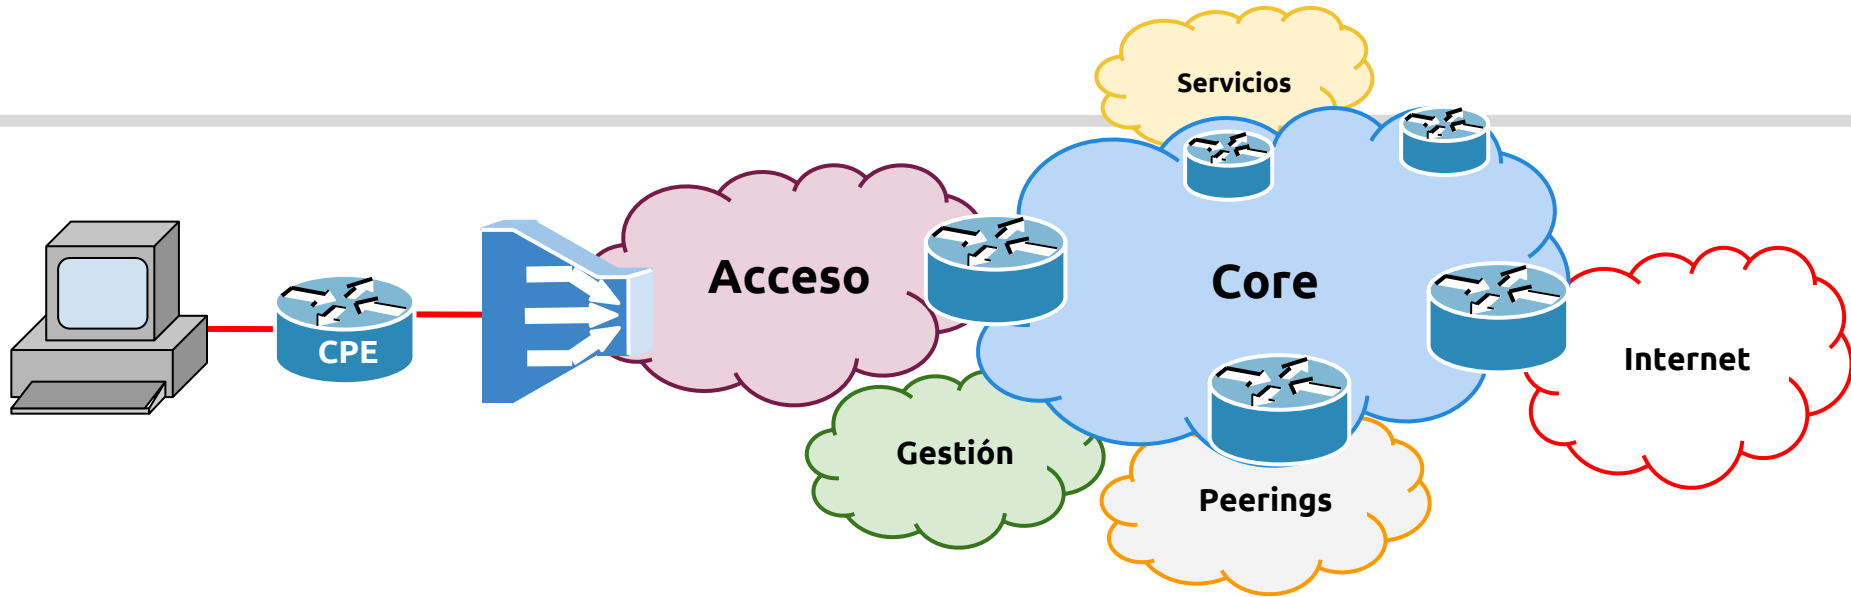 Servicios
Acceso
Core
CPE
Internet
Gestión
Peerings